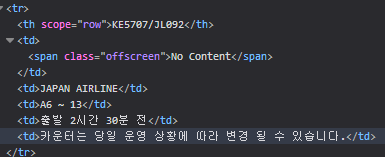 <tr>
<th scope="row">KE5707/JL092</th>
<td>
<span class="offscreen">No Content</span>
</td>
<td>JAPAN AIRLINE</td>
<td>A6 ~ 13</td>
<td>출발 2시간 30분 전</td>
<td>카운터는 당일 운영 상황에 따라 변경 될 수 있습니다.</td>
</tr>